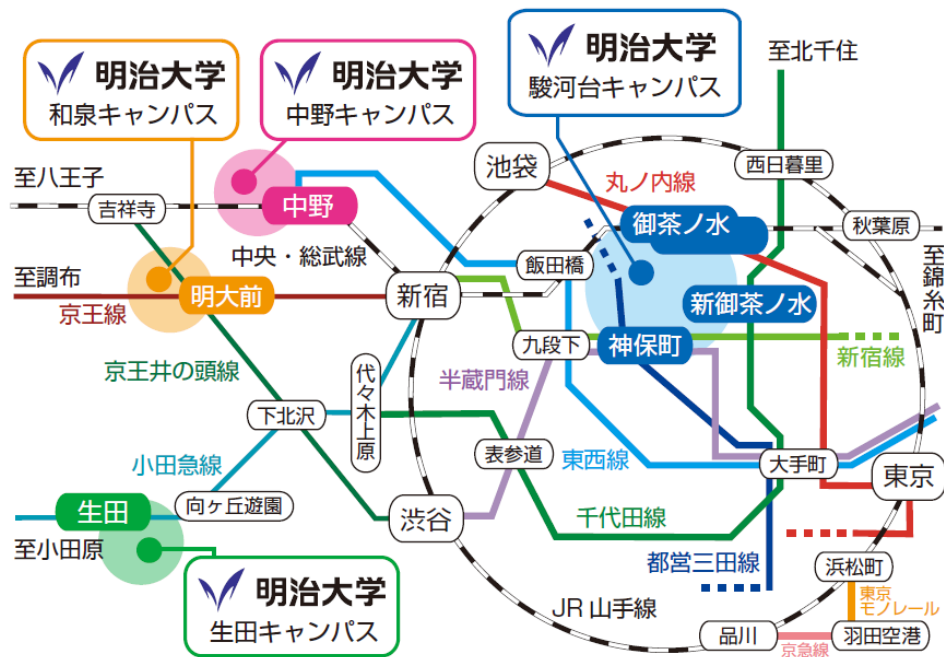 明治大学
和泉キャンパス
明治大学
中野キャンパス
明治大学
駿河台キャンパス
至北千住
至八王子
吉祥寺
中野
中央・総武線
池袋
丸ノ内線
西日暮里
御茶ノ水
秋葉原
至錦糸町
至調布
京王線
明大前
新宿
飯田橋
新御茶ノ水
九段下
神保町
新宿線
京王井の頭線
半蔵門線
代々木上原
下北沢
小田急線
表参道
東西線
大手町
東京
向ヶ丘遊園
生田
至小田原
渋谷
千代田線
都営三田線
浜松町
東京
モノレール
明治大学
生田キャンパス
JR山手線
品川
京急線
羽田空港